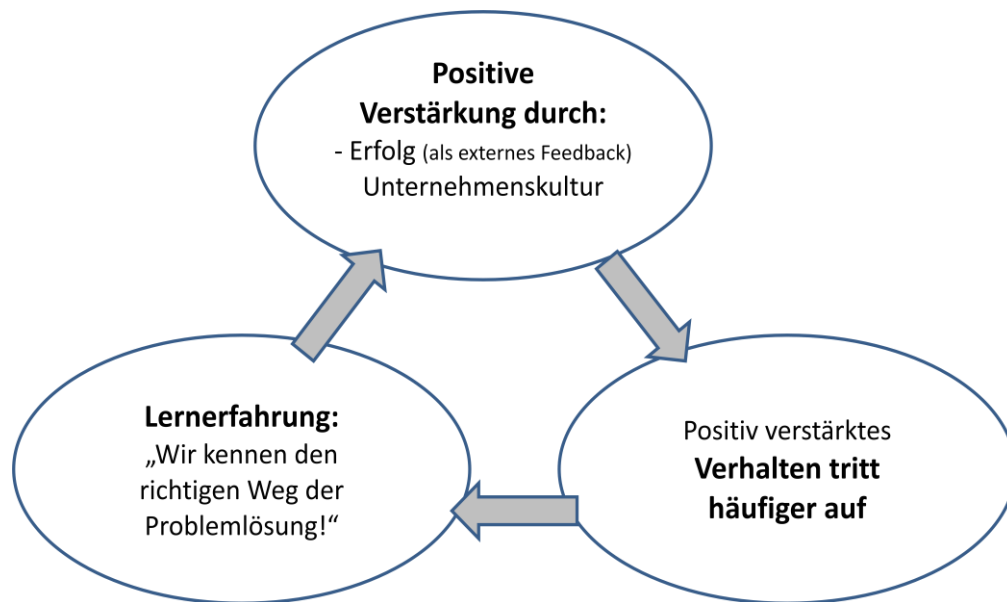 Positive
Verstärkung durch:
- Erfolg (als externes Feedback)
Unternehmenskultur
Lernerfahrung:
„Wir kennen den
richtigen Weg der
Problemlösung!“
Positiv verstärktes
Verhalten tritt
häufiger auf